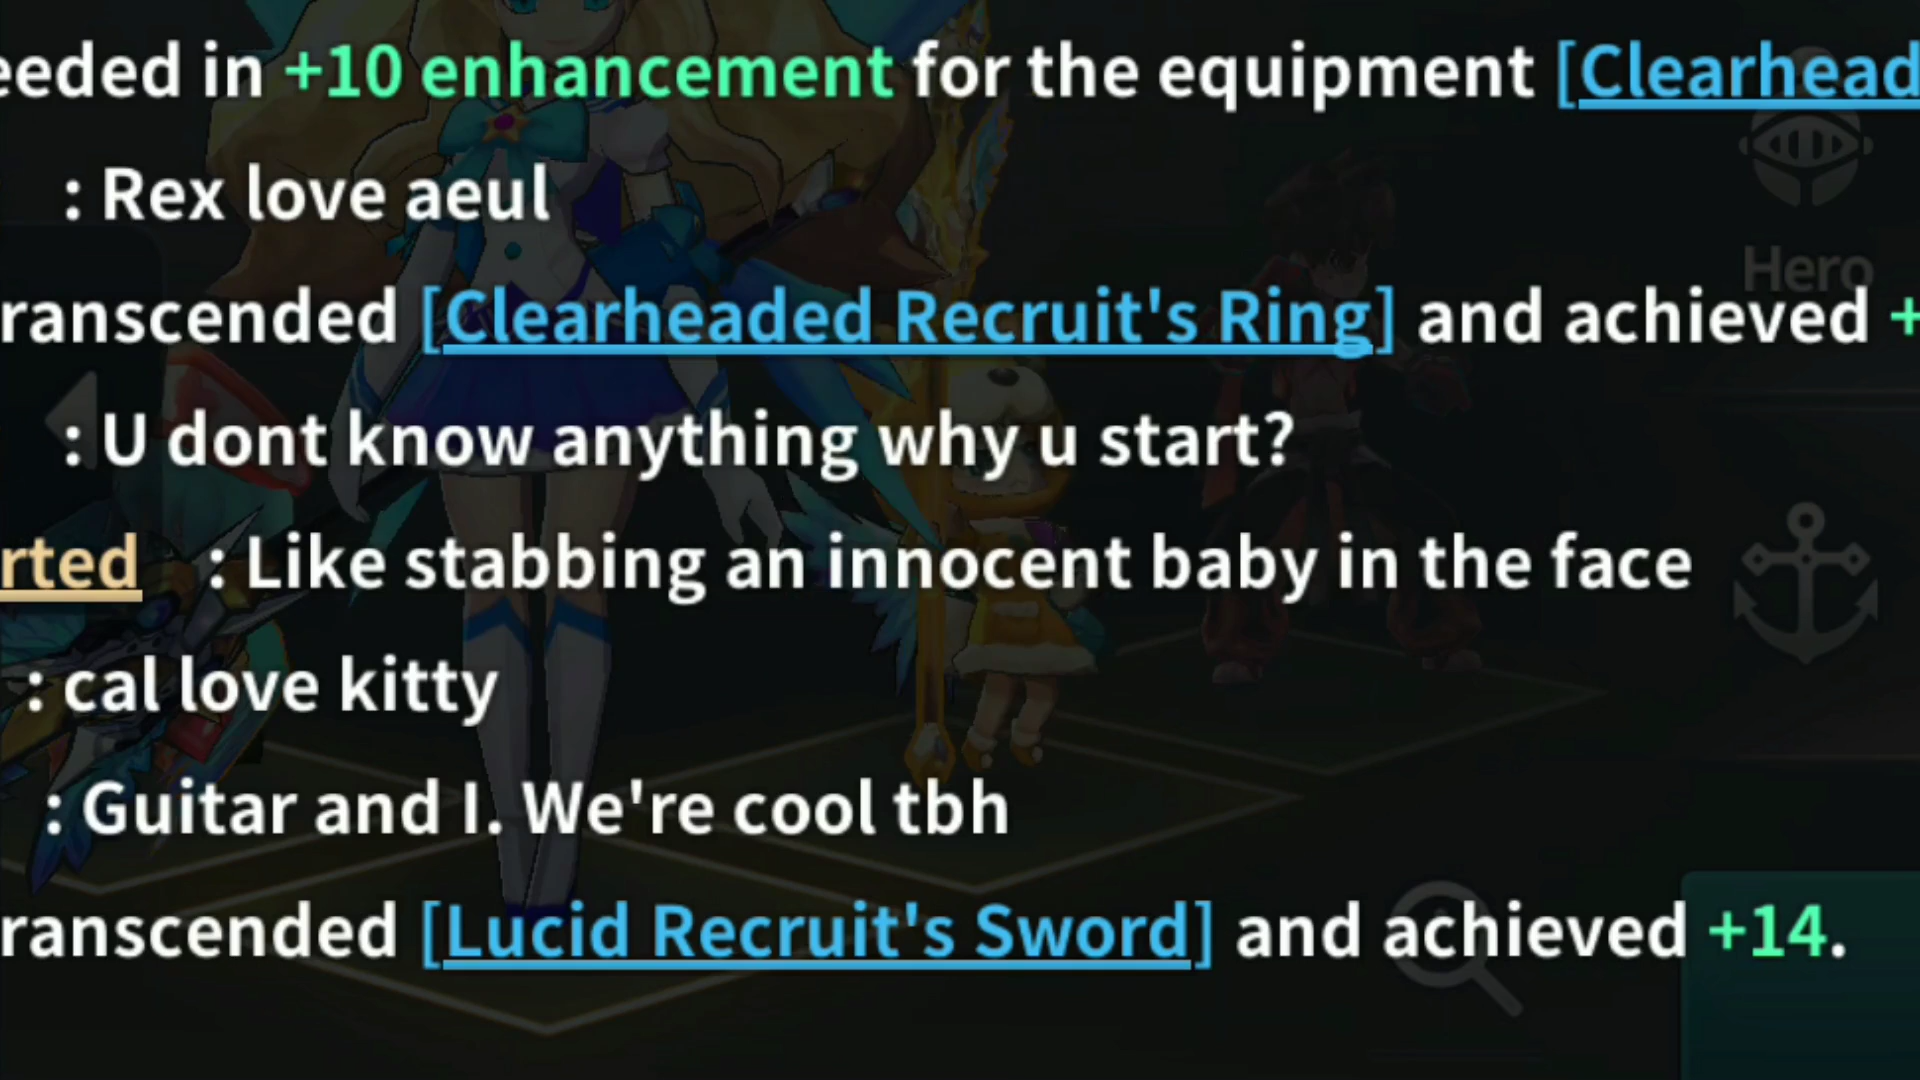 eeded in +10 enhancement for the equipment [Clearhead
: Rex love aeul
Hero
ranscended [Clearheaded Recruit's Ring] and achieved +
: U dont know anything why u start?
rted : Like stabbing an innocent baby in the face
: cal love kitty
: Guitar and I. We're cool tbh
ranscended [Lucid Recruit's Sword] and achieved +14.